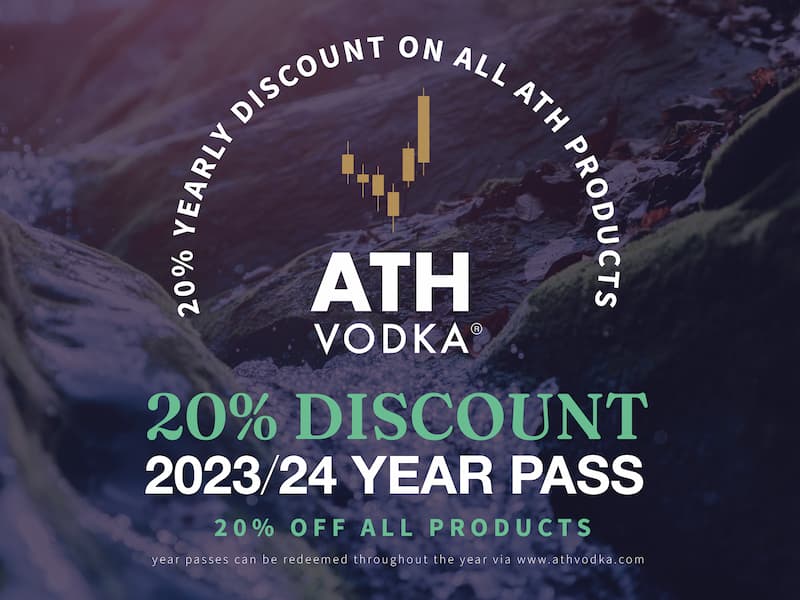 20% YEARLY DISCOUNT ON ALL ATH PRODUCTS
ATH
VODKA®
20% DISCOUNT
2023/24 YEAR PASS
20% OFF ALL PRODUCTS
year passes can be redeemed throughout the year via www.athvodka.com